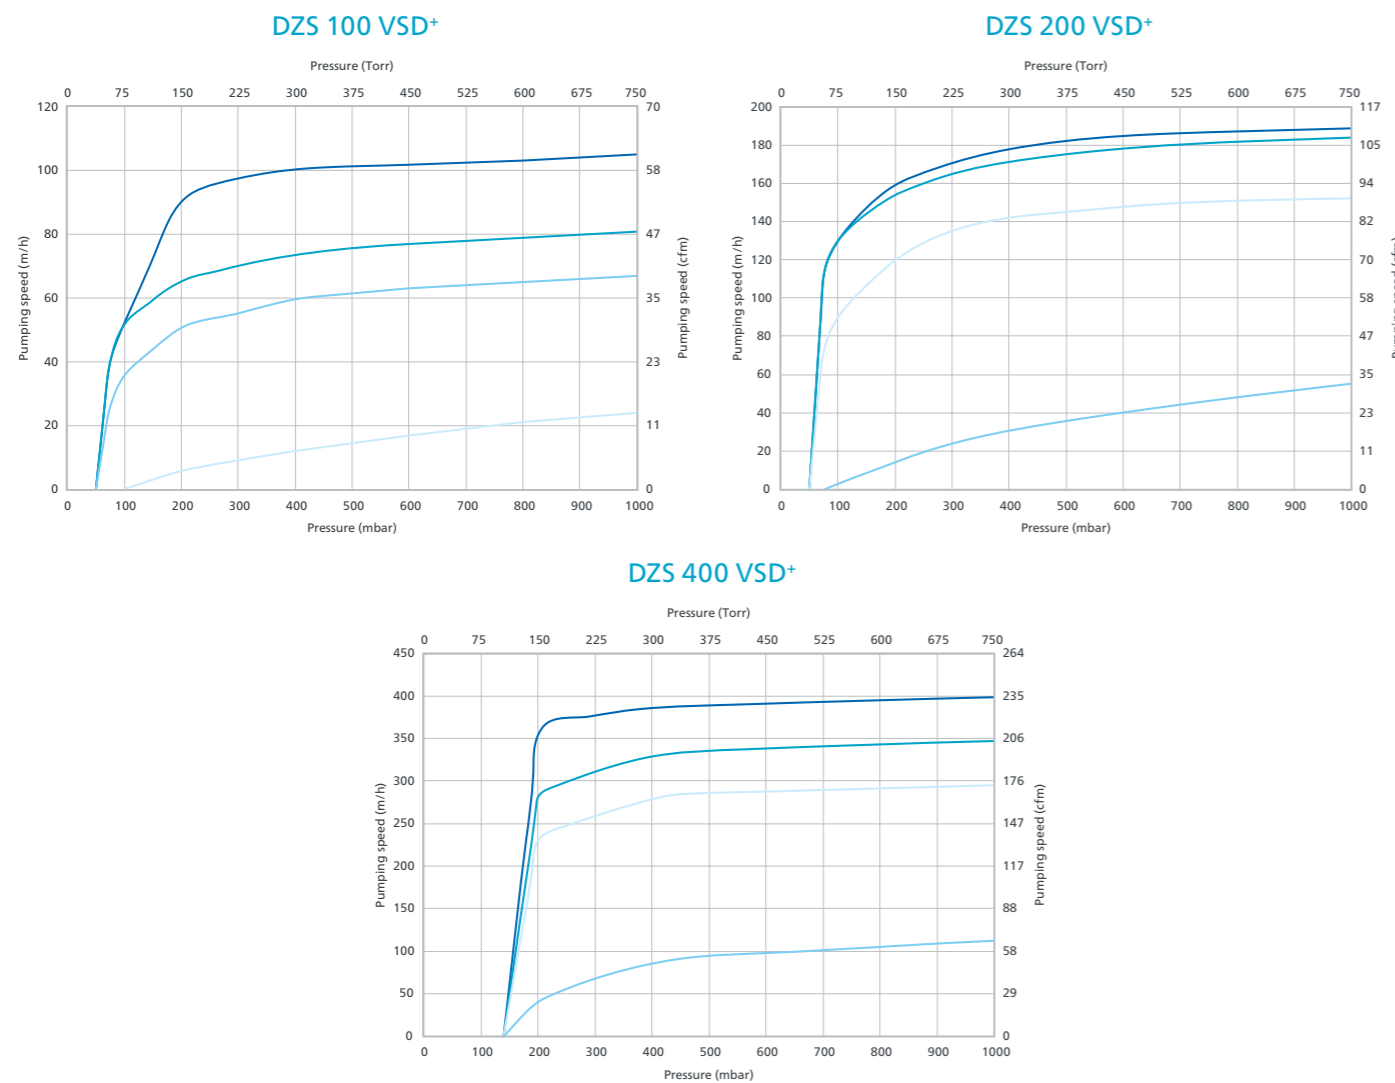 DZS 100 VSD+
Pressure (Torr)
0 75 150 225 300 375 450 525 600 675 750
120 70
100 58
80 47
60 35
40 23
20 11
0 0
Pumping speed (m/h)
Pumping speed (cfm)
0 100 200 300 400 500 600 700 800 900 1000
Pressure (mbar)
DZS 200 VSD+
Pressure (Torr)
0 75 150 225 300 375 450 525 600 675 750
200 117
180 105
160 94
140 82
120 70
100 58
80 47
60 35
40 23
20 11
0 0
Pumping speed (m/h)
0 100 200 300 400 500 600 700 800 900 1000
Pressure (mbar)
DZS 400 VSD+
Pressure (Torr)
0 75 150 225 300 375 450 525 600 675 750
450 264
400 235
350 206
300 176
250 147
200 117
150 88
100 58
50 29
0 0
Pumping speed (m/h)
Pumping speed (cfm)
0 100 200 300 400 500 600 700 800 900 1000
Pressure (mbar)